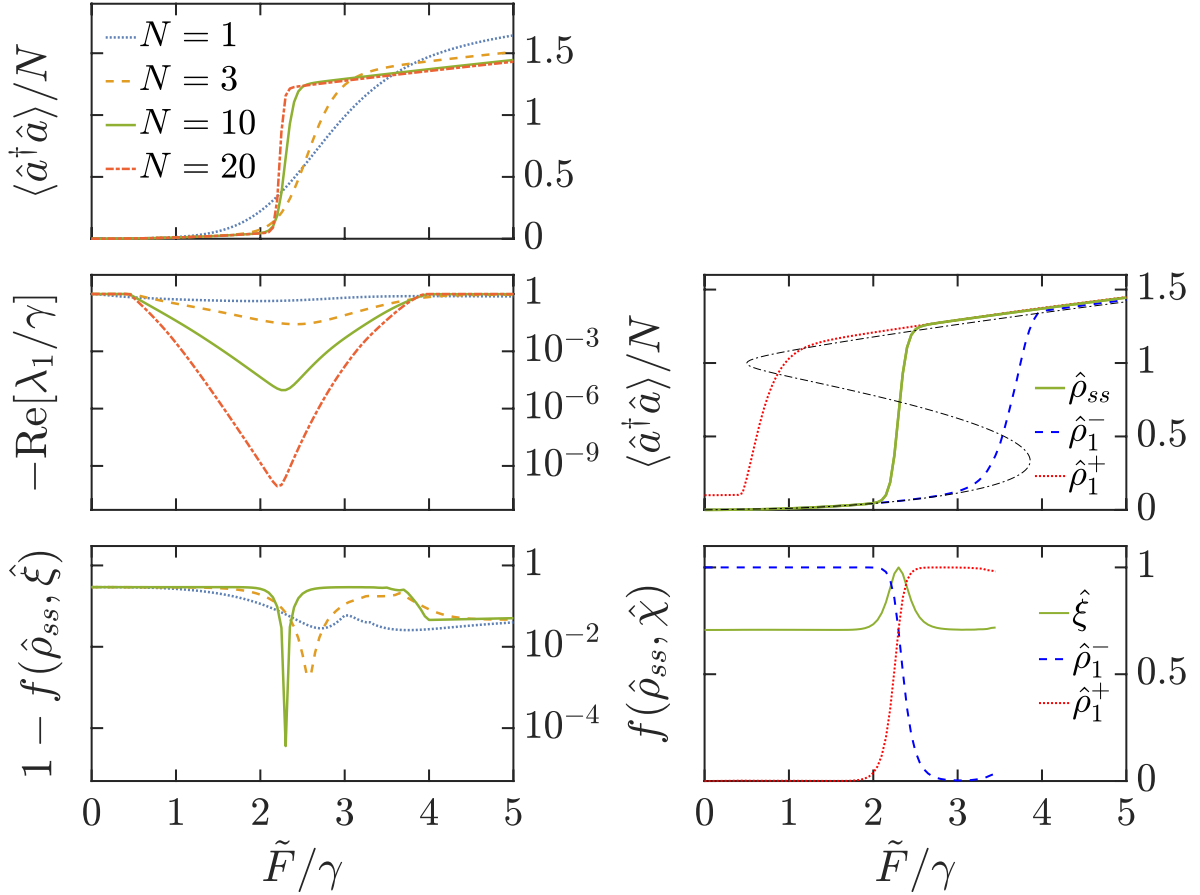 ⟨â†â⟩/N
N = 1
N = 3
N = 10
N = 20
1.5
1
0.5
0
−Re[λ₁/γ]
1
10⁻³
10⁻⁶
10⁻⁹
⟨â†â⟩/N
1.5
1
0.5
0
ρ̂ₛₛ
ρ̂₁⁻
ρ̂₁⁺
1 − f(ρ̂ₛₛ, ξ̂)
1
10⁻²
10⁻⁴
0 1 2 3 4 5
F̃/γ
f(ρ̂ₛₛ, χ̂)
1
0.5
0
ξ̂
ρ̂₁⁻
ρ̂₁⁺
0 1 2 3 4 5
F̃/γ